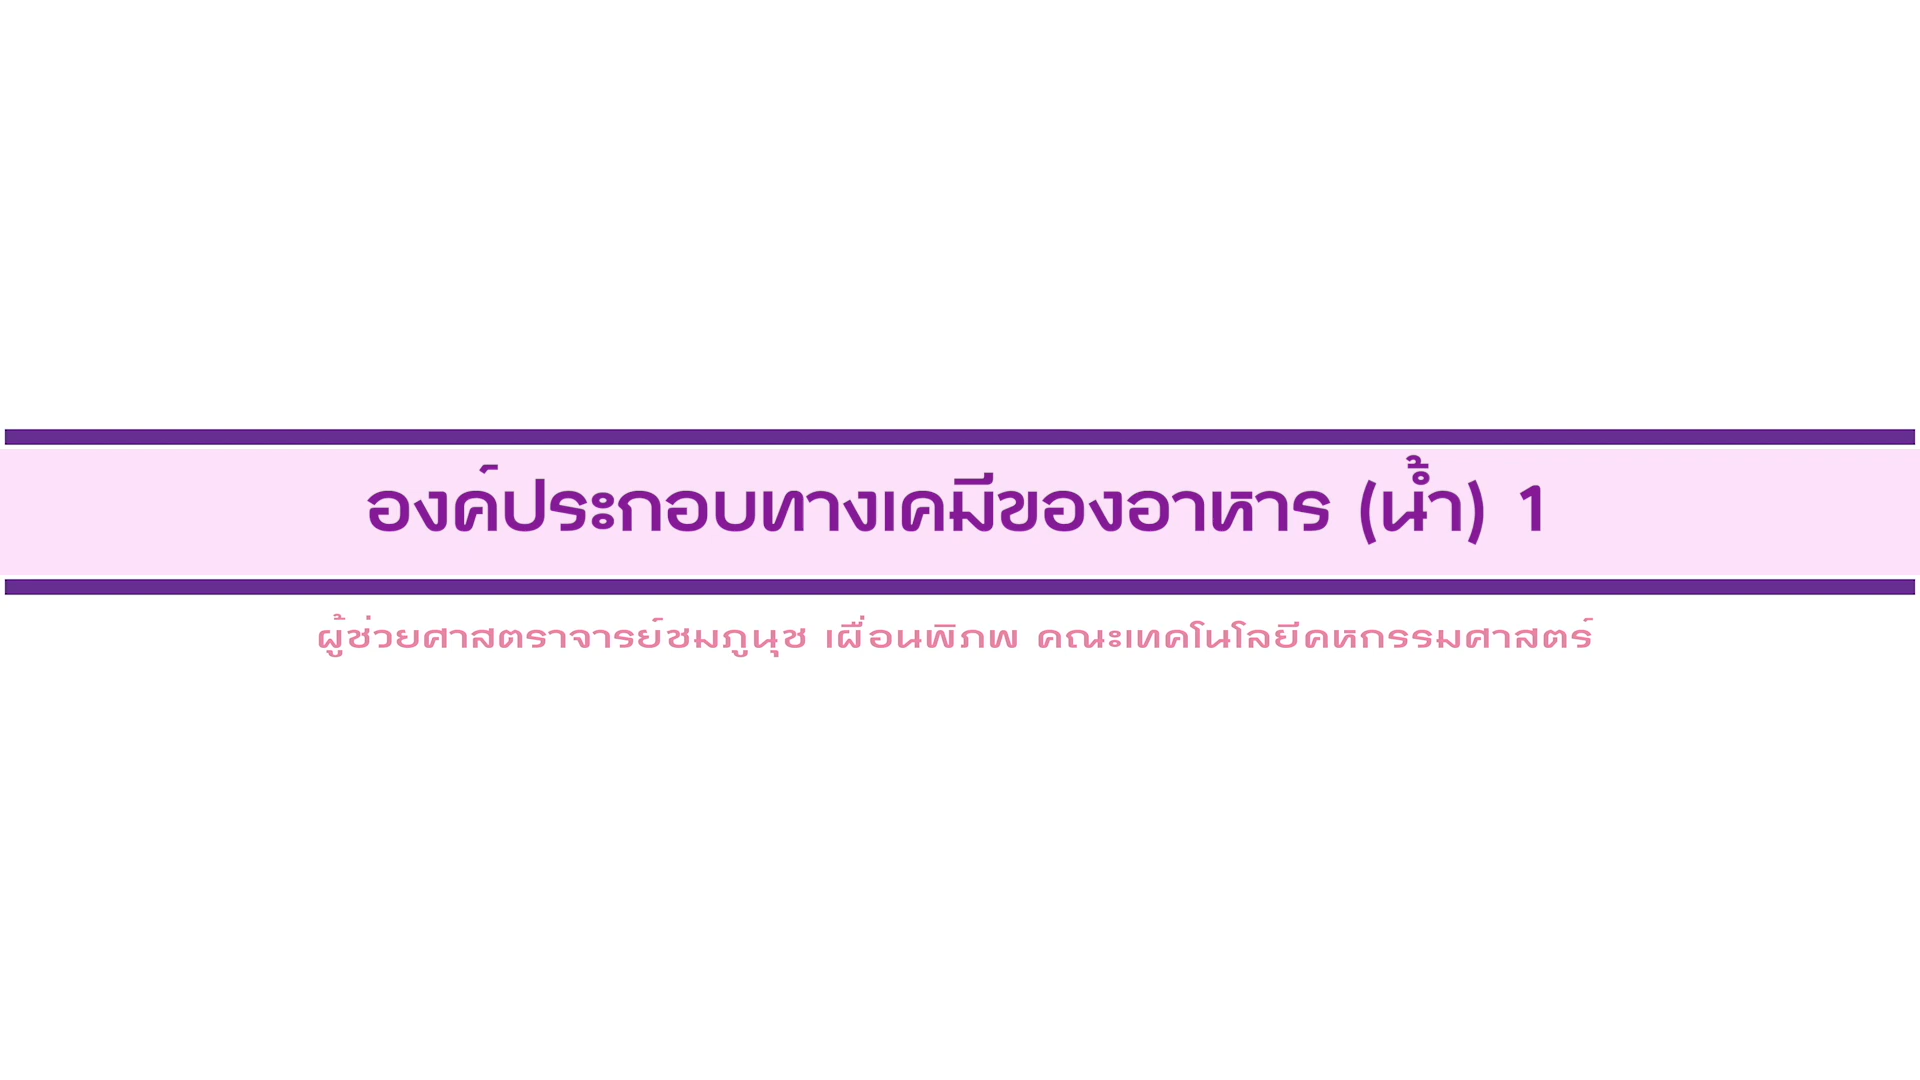 องค์ประกอบทางเคมีของอาหาร (น้ำ) 1
ผู้ช่วยศาสตราจารย์ชมภูนุช เผื่อนพิภพ คณะเทคโนโลยีคหกรรมศาสตร์